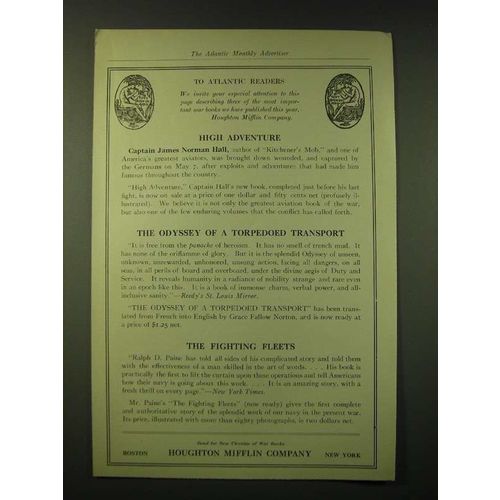 The Atlantic Monthly Advertiser
TO ATLANTIC READERS
We invite your especial attention to this
page describing three of the most impor-
tant war books we have published this year,
Houghton Mifflin Company.
HIGH ADVENTURE
Captain James Norman Hall, author of "Kitchener's Mob," and one of
America's greatest aviators, was brought down wounded, and captured by
the Germans on May 7, after exploits and adventures that had made him
famous throughout the country.
"High Adventure," Captain Hall's new book, completed just before his last
fight, is now on sale at a price of one dollar and fifty cents net (profusely il-
lustrated). We believe it is not only the greatest aviation book of the war,
but also one of the few enduring volumes that the conflict has called forth.
THE ODYSSEY OF A TORPEDOED TRANSPORT
"It is free from the panache of heroism. It has no smell of trench mud. It
has none of the oriflamme of glory. But it is the splendid Odyssey of unseen,
unknown, unrewarded, unhonored, unsung action, facing all dangers, on all
seas, in all perils of board and overboard, under the divine aegis of Duty and
Service. It reveals humanity in a radiance of nobility strange and rare even
in an epoch like this. It is a book of immense charm, verbal power, and all-
inclusive sanity."—Reedy's St. Louis Mirror.
"THE ODYSSEY OF A TORPEDOED TRANSPORT" has been trans-
lated from French into English by Grace Fallow Norton, and is now ready at
a price of $1.25 net.
THE FIGHTING FLEETS
"Ralph D. Paine has told all sides of his complicated story and told them
with the effectiveness of a man skilled in the art of words. . . . His book is
practically the first to lift the curtain upon these operations and tell Americans
how their navy is going about this work. . . . It is an amazing story, with a
fresh thrill on every page."—New York Times.
Mr. Paine's "The Fighting Fleets" (now ready) gives the first complete
and authoritative story of the splendid work of our navy in the present war.
Its price, illustrated with more than eighty photographs, is two dollars net.
Send for New Circular of War Books
BOSTON HOUGHTON MIFFLIN COMPANY NEW YORK